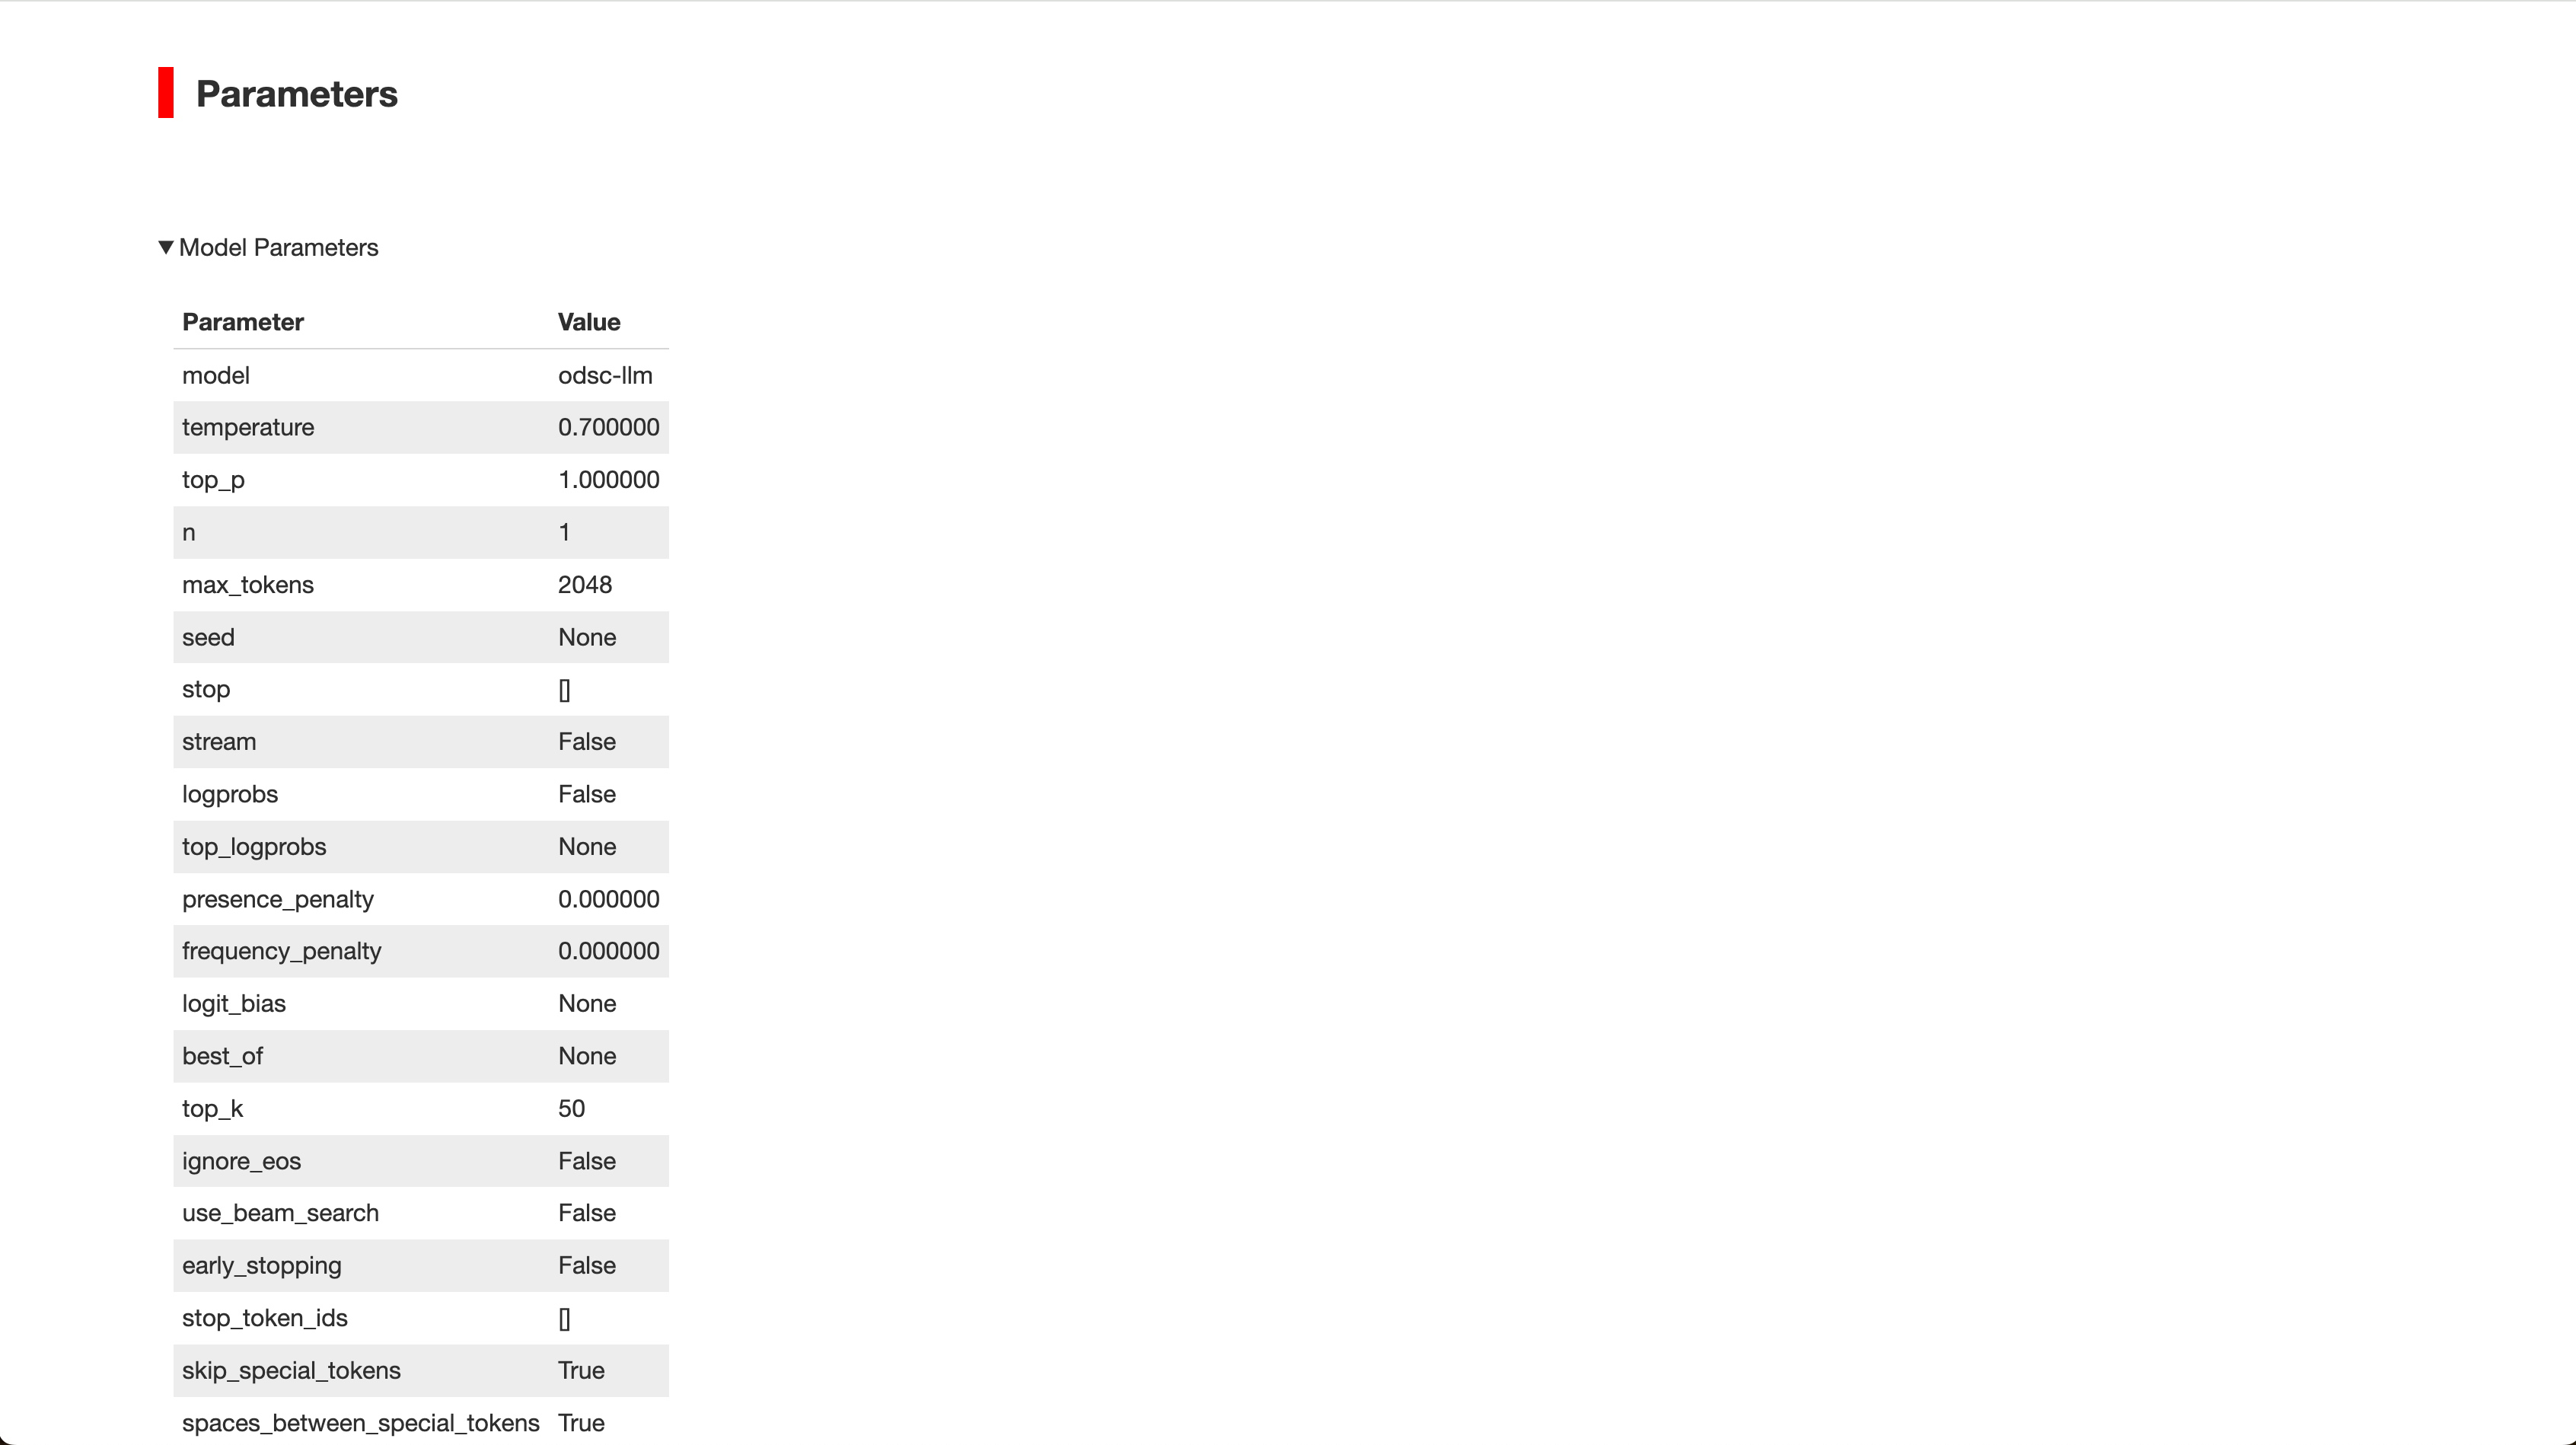 Parameters
▼ Model Parameters
Parameter Value
model odsc-llm
temperature 0.700000
top_p 1.000000
n 1
max_tokens 2048
seed None
stop []
stream False
logprobs False
top_logprobs None
presence_penalty 0.000000
frequency_penalty 0.000000
logit_bias None
best_of None
top_k 50
ignore_eos False
use_beam_search False
early_stopping False
stop_token_ids []
skip_special_tokens True
spaces_between_special_tokens True